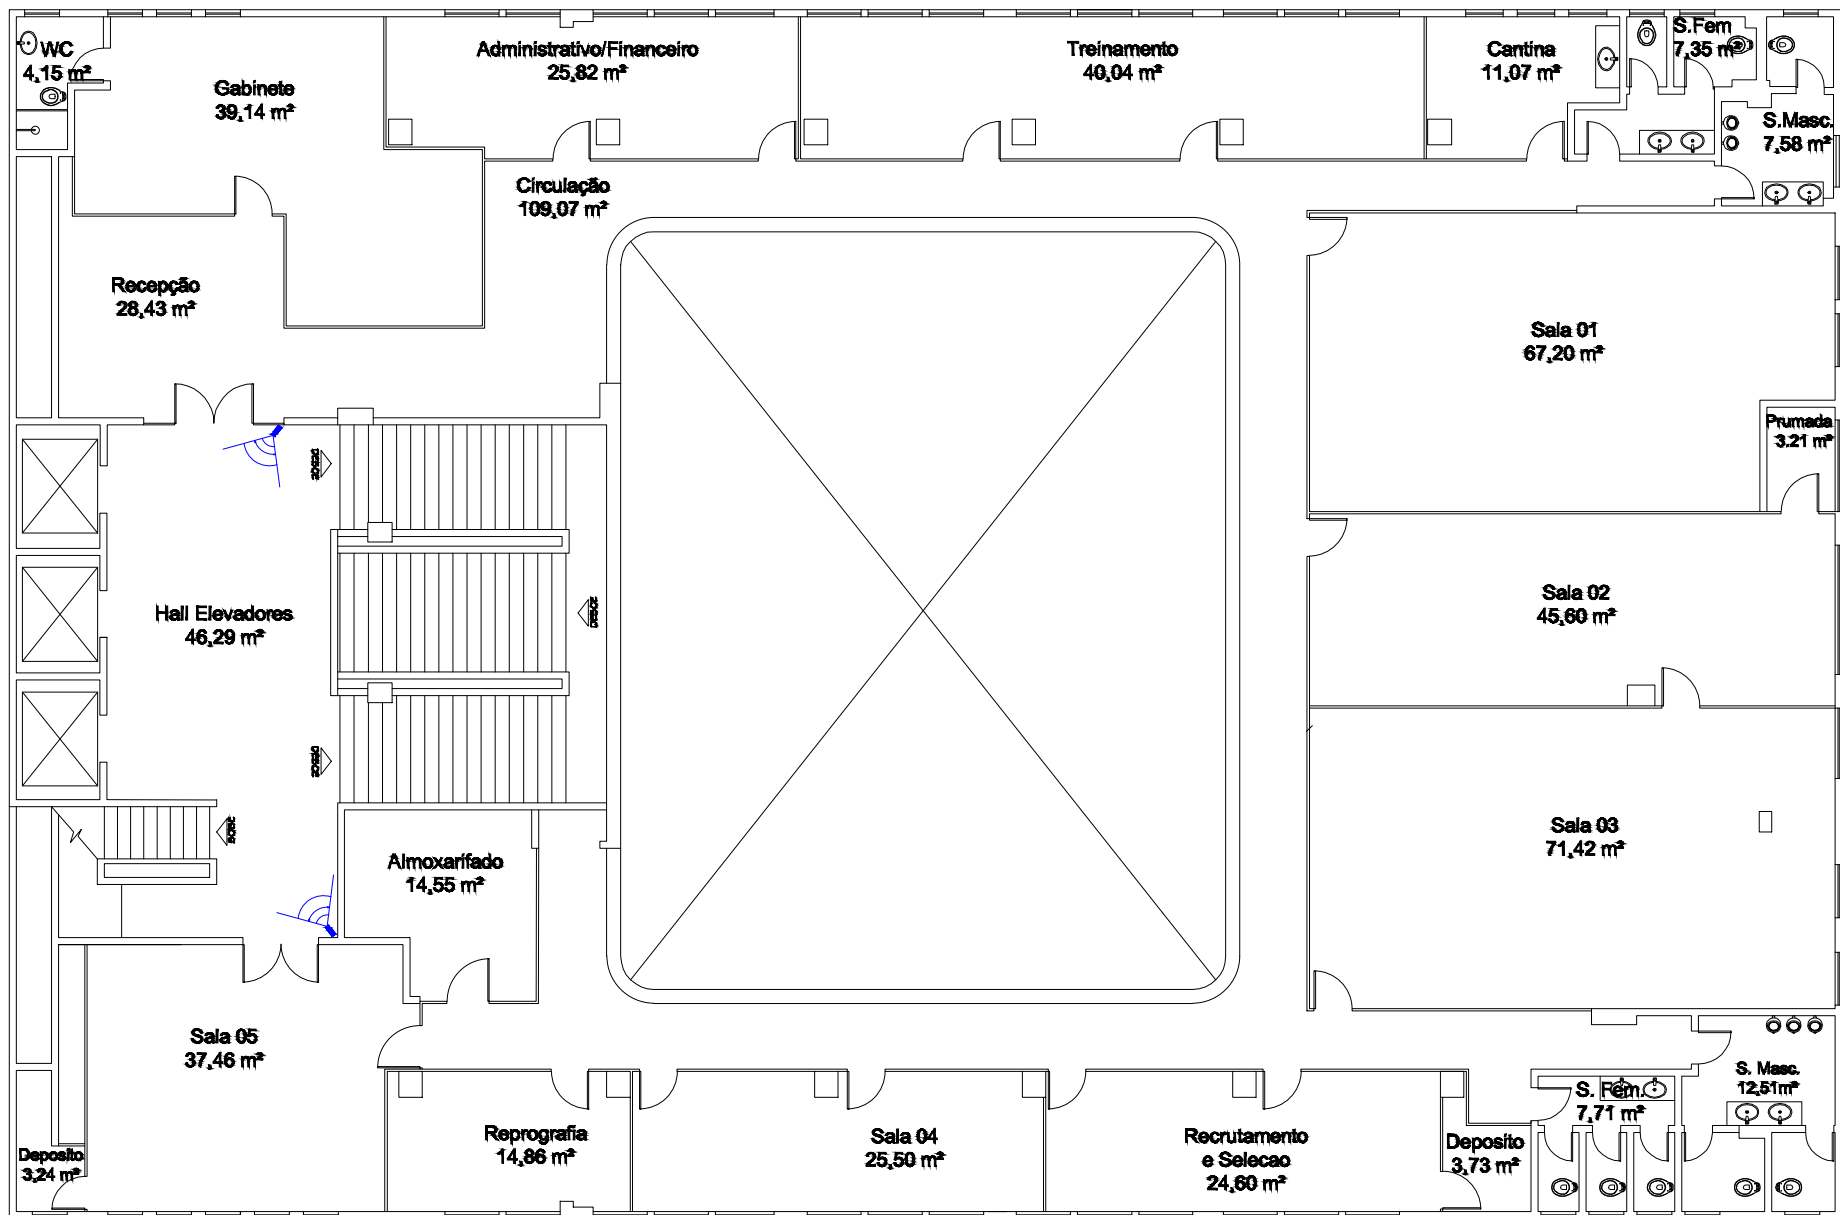 WC
4,15 m²
Gabinete
39,14 m²
Administrativo/Financeiro
25,82 m²
Treinamento
40,04 m²
Cantina
11,07 m²
S.Fem
7,35 m²
S.Masc.
7,58 m²
Circulação
109,07 m²
Recepção
28,43 m²
Sala 01
67,20 m²
Prumada
3.21 m²
DESCE
Hall Elevadores
46,29 m²
SOBE
Sala 02
45,60 m²
DESCE
SOBE
Almoxarifado
14,55 m²
Sala 03
71,42 m²
Sala 05
37,46 m²
S. Masc.
12.51m²
S. Fem.
7,71 m²
Deposito
3,24 m²
Reprografia
14,86 m²
Sala 04
25,50 m²
Recrutamento
e Selecao
24,60 m²
Deposito
3,73 m²